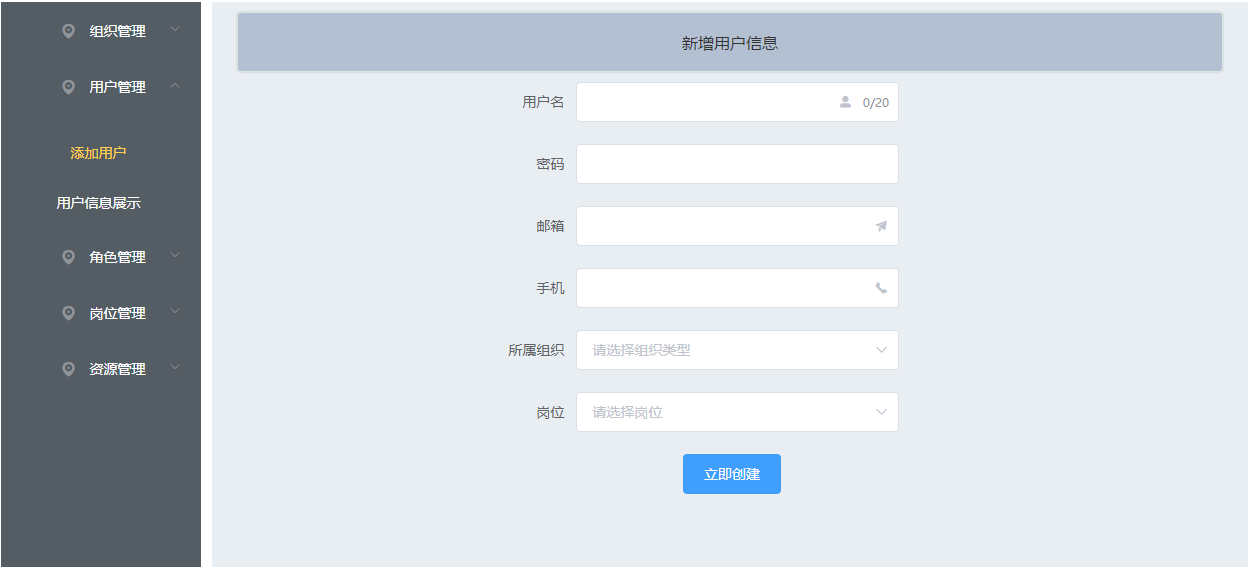 组织管理
用户管理
添加用户
用户信息展示
角色管理
岗位管理
资源管理
新增用户信息
用户名
0/20
密码
邮箱
手机
所属组织 请选择组织类型
岗位 请选择岗位
立即创建